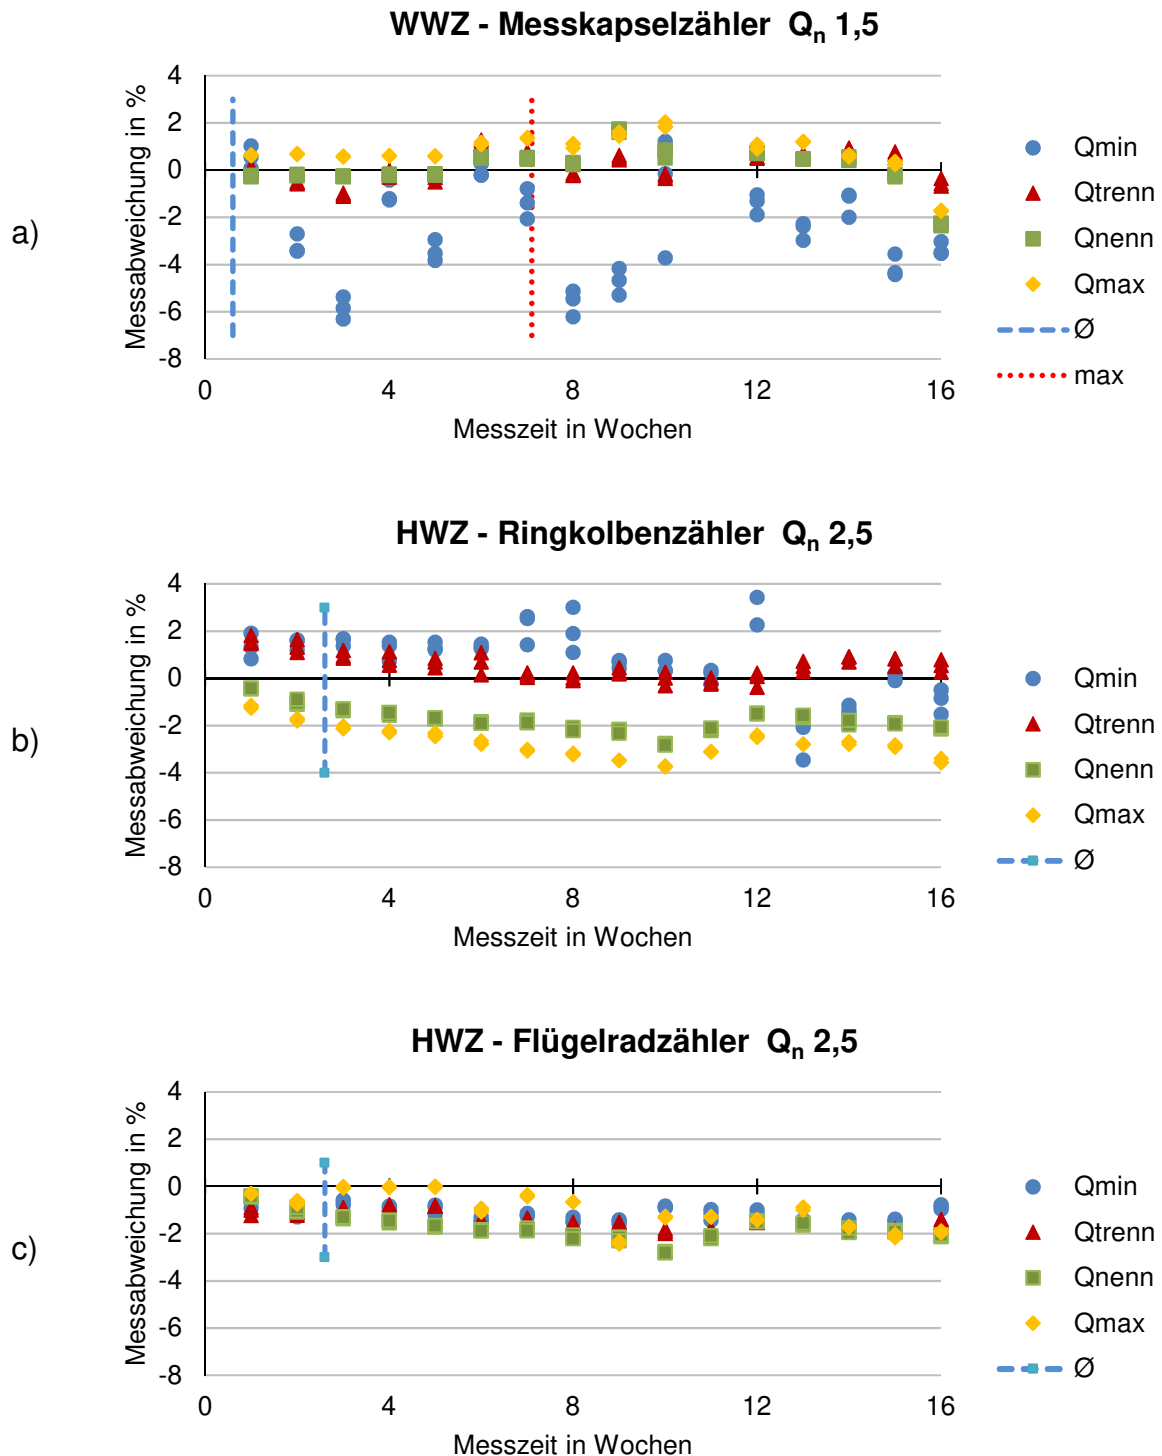 WWZ - Messkapselzähler Qn 1,5
a)
Messabweichung in %
4
2
0
-2
-4
-6
-8
0 4 8 12 16
Messzeit in Wochen
Qmin
Qtrenn
Qnenn
Qmax
Ø
max
HWZ - Ringkolbenzähler Qn 2,5
b)
Messabweichung in %
4
2
0
-2
-4
-6
-8
0 4 8 12 16
Messzeit in Wochen
Qmin
Qtrenn
Qnenn
Qmax
Ø
HWZ - Flügelradzähler Qn 2,5
c)
Messabweichung in %
4
2
0
-2
-4
-6
-8
0 4 8 12 16
Messzeit in Wochen
Qmin
Qtrenn
Qnenn
Qmax
Ø